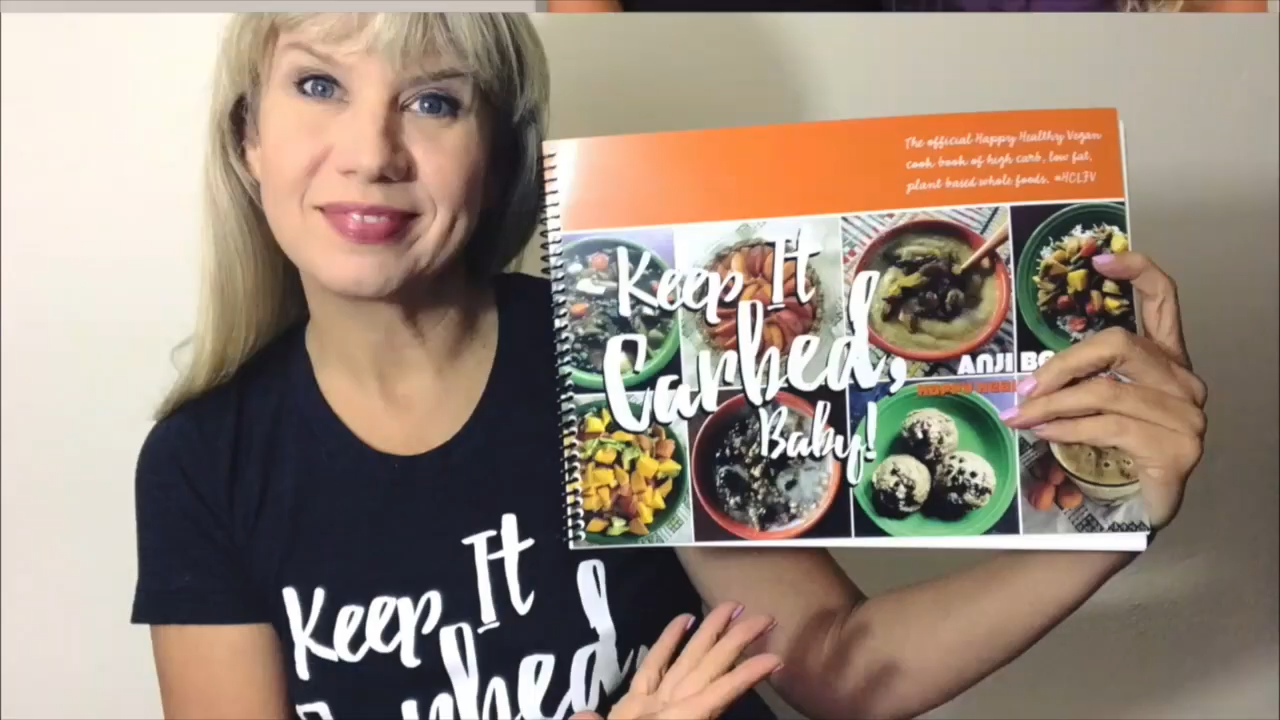 The official Happy Healthy Vegan
cook book of high carb, low fat,
plant based whole foods. #HCLFV
Keep It
Carbed,
Baby!
ANJI
Keep It